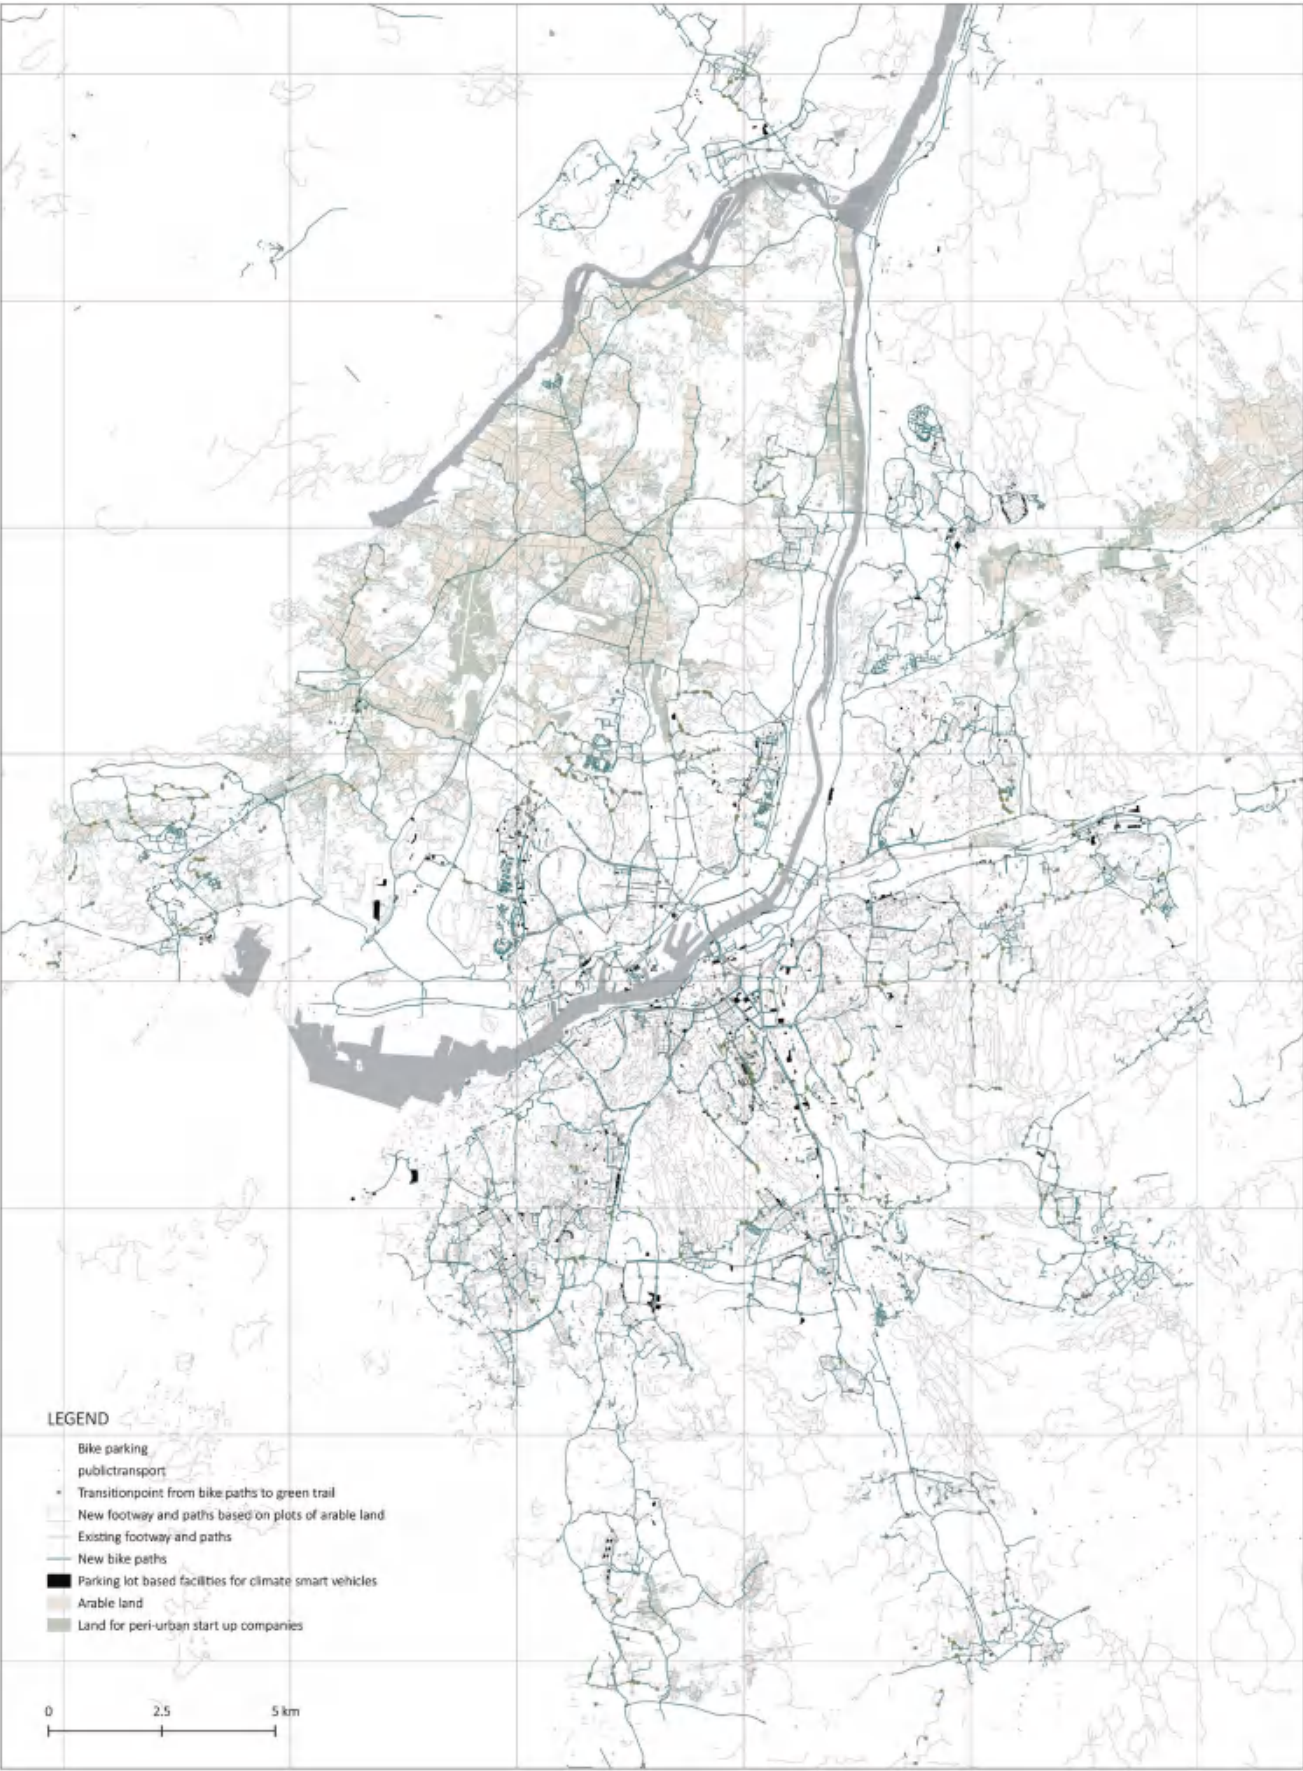 LEGEND
Bike parking
publictransport
Transitionpoint from bike paths to green trail
New footway and paths based on plots of arable land
Existing footway and paths
New bike paths
Parking lot based facilities for climate smart vehicles
Arable land
Land for peri-urban start up companies
0 2.5 5 km